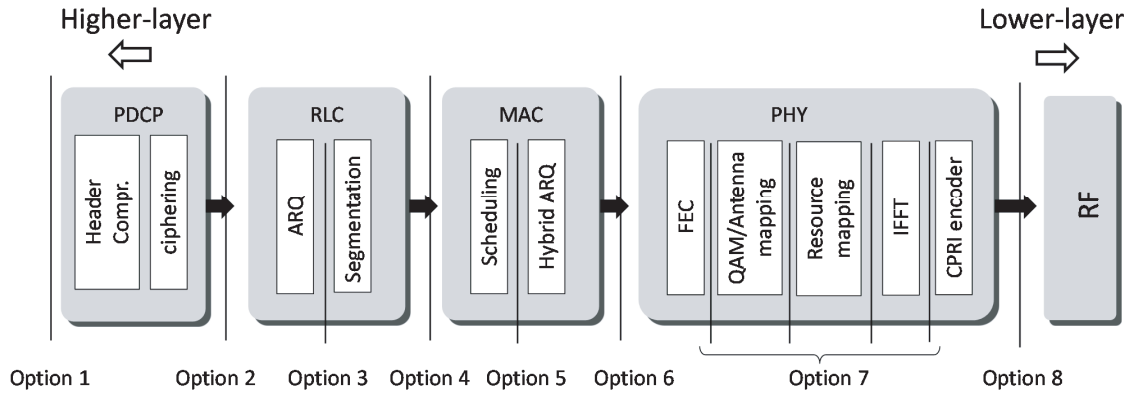 Higher-layer
Lower-layer
PDCP
Header
Compr.
ciphering
RLC
ARQ
Segmentation
MAC
Scheduling
Hybrid ARQ
PHY
FEC
QAM/Antenna
mapping
Resource
mapping
IFFT
CPRI encoder
RF
Option 1
Option 2
Option 3
Option 4
Option 5
Option 6
Option 7
Option 8